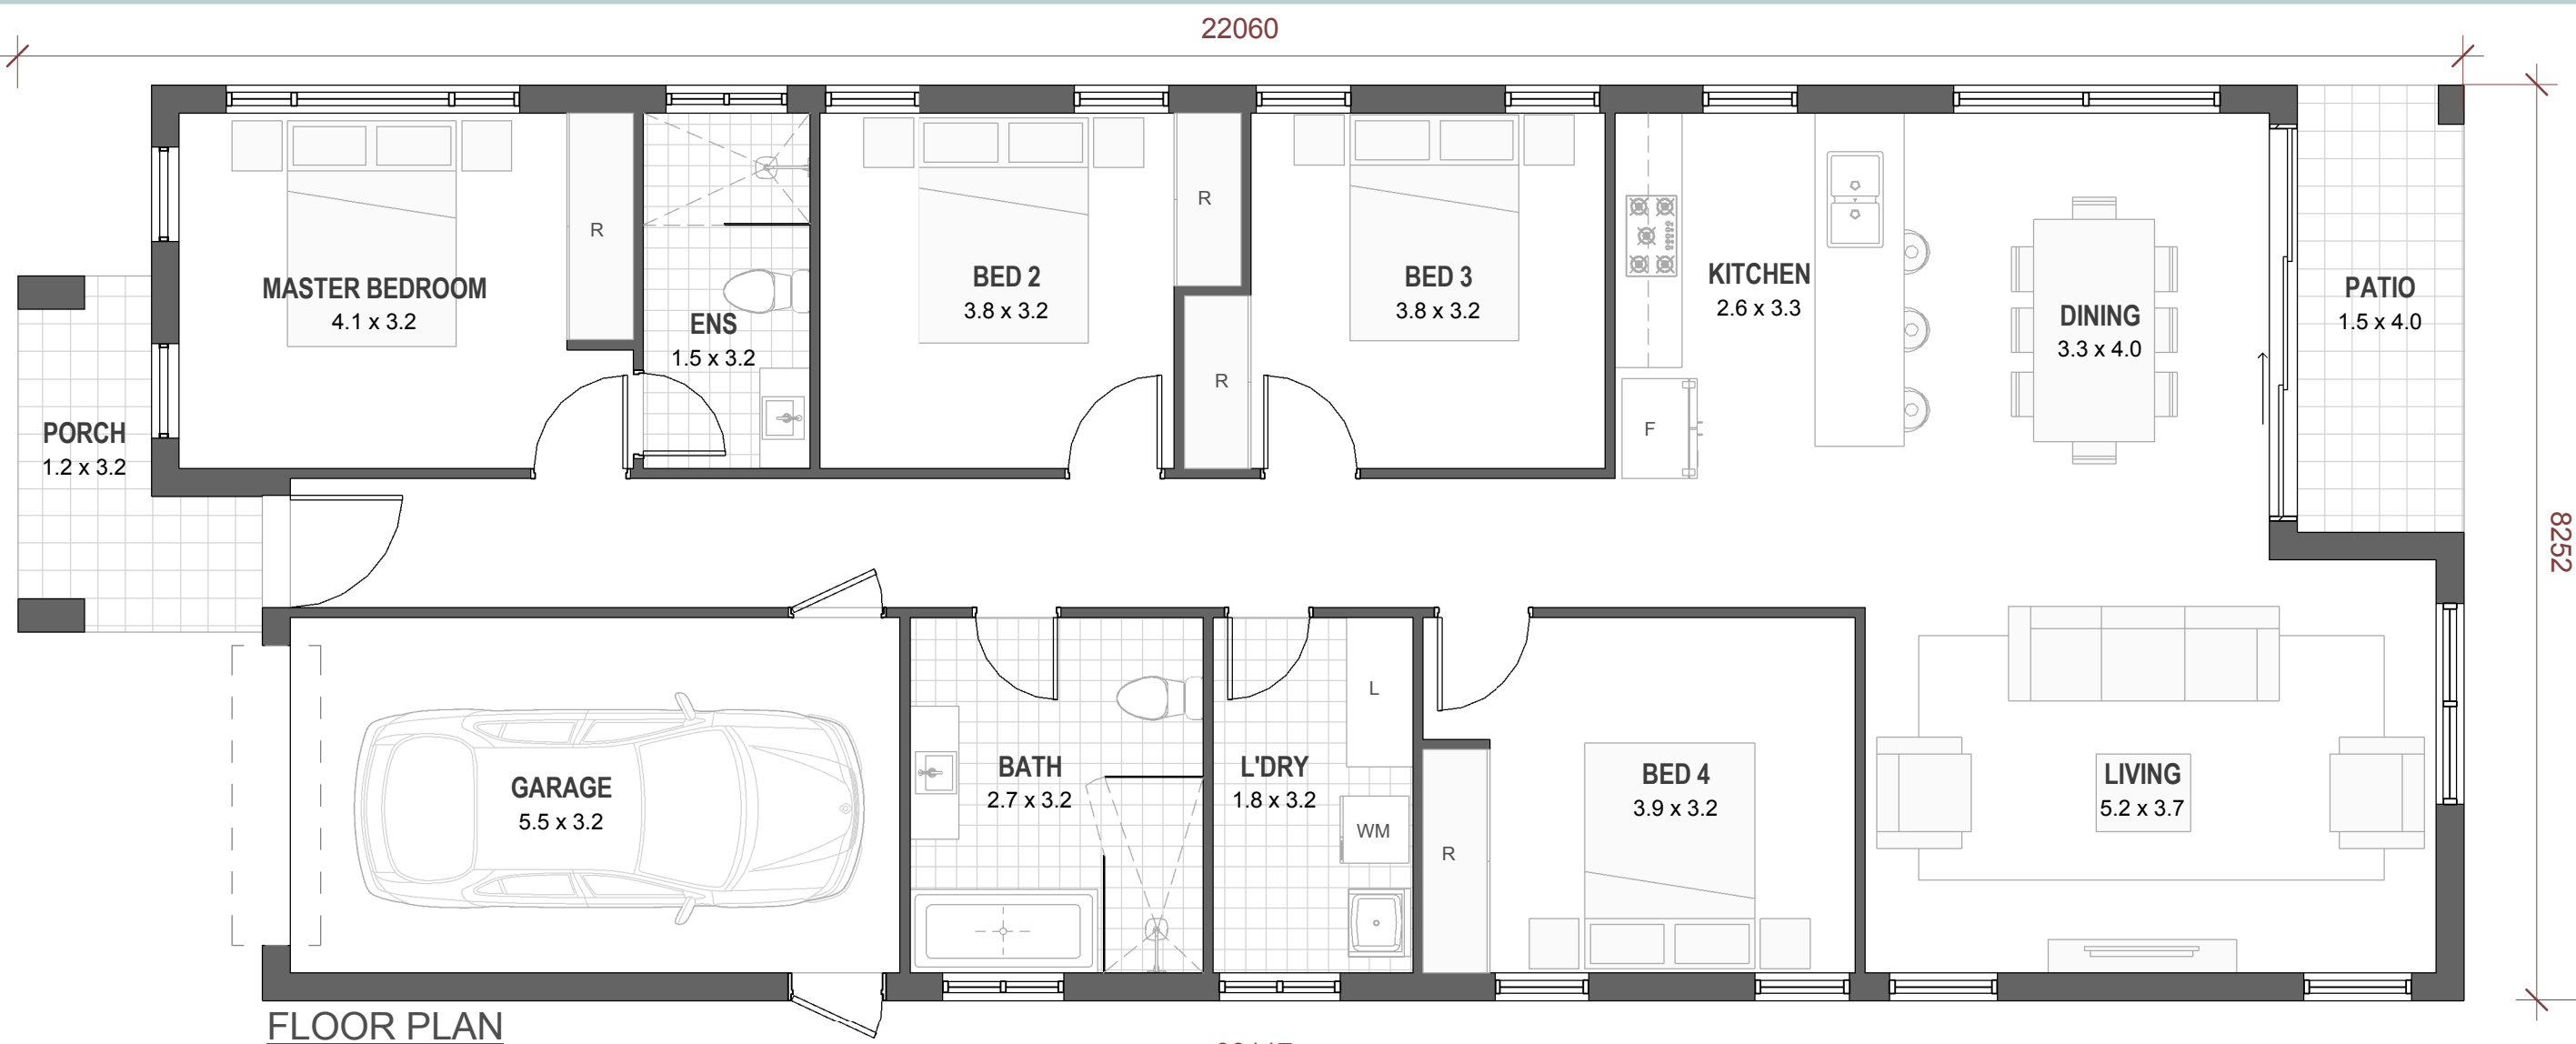 22060
8252
MASTER BEDROOM
4.1 x 3.2
R
ENS
1.5 x 3.2
BED 2
3.8 x 3.2
R
R
BED 3
3.8 x 3.2
KITCHEN
2.6 x 3.3
F
DINING
3.3 x 4.0
PATIO
1.5 x 4.0
PORCH
1.2 x 3.2
GARAGE
5.5 x 3.2
BATH
2.7 x 3.2
L'DRY
1.8 x 3.2
L
WM
R
BED 4
3.9 x 3.2
LIVING
5.2 x 3.7
FLOOR PLAN